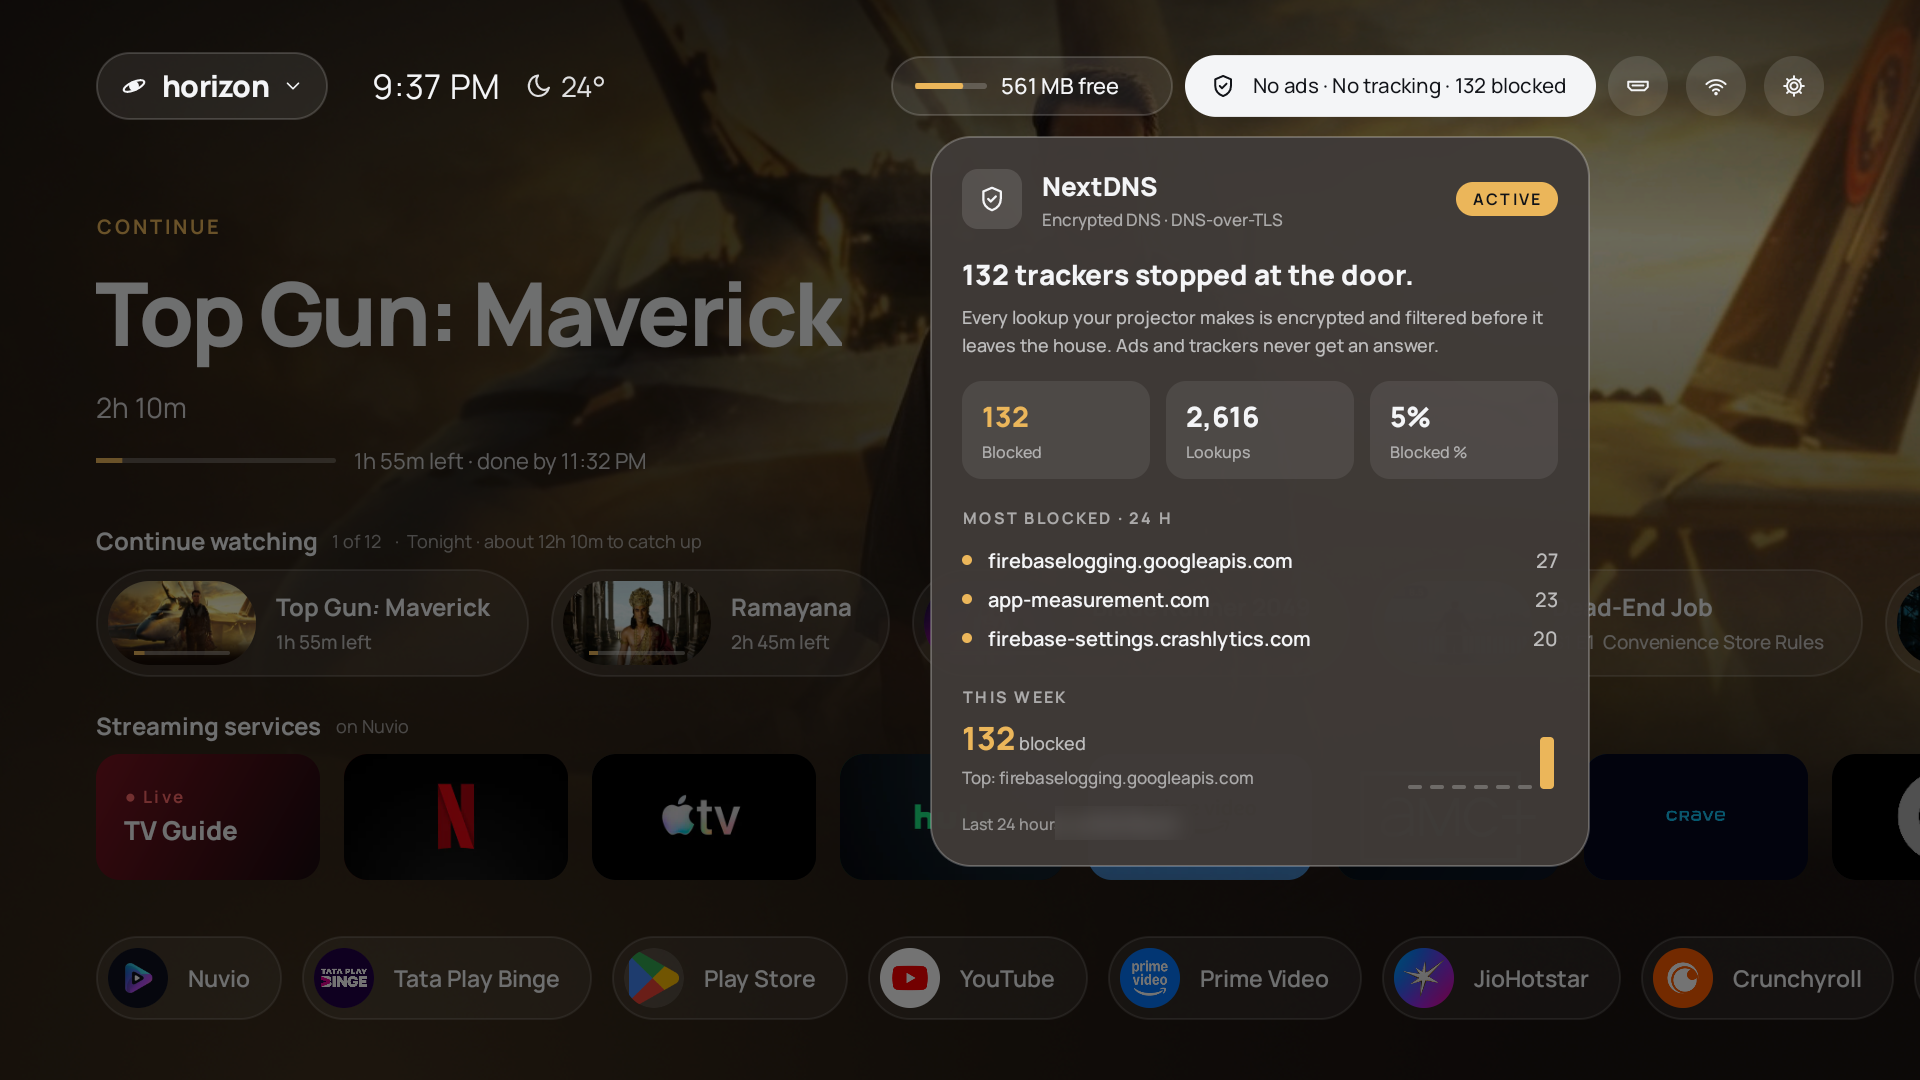 horizon
9:37 PM 24°
561 MB free
No ads · No tracking · 132 blocked
CONTINUE
Top Gun: Maverick
2h 10m
1h 55m left · done by 11:32 PM
NextDNS
Encrypted DNS · DNS-over-TLS
ACTIVE
132 trackers stopped at the door.
Every lookup your projector makes is encrypted and filtered before it
leaves the house. Ads and trackers never get an answer.
132
Blocked
2,616
Lookups
5%
Blocked %
MOST BLOCKED · 24 H
firebaselogging.googleapis.com 27
app-measurement.com 23
firebase-settings.crashlytics.com 20
THIS WEEK
132 blocked
Top: firebaselogging.googleapis.com
Last 24 hour
Continue watching 1 of 12 · Tonight · about 12h 10m to catch up
Top Gun: Maverick
1h 55m left
Ramayana
2h 45m left
ad-End Job
1 Convenience Store Rules
Streaming services on Nuvio
Live
TV Guide
N
tv
h
AMC+
crave
Nuvio
TATA PLAY
BINGE
Tata Play Binge
Play Store
YouTube
prime
video
Prime Video
JioHotstar
Crunchyroll